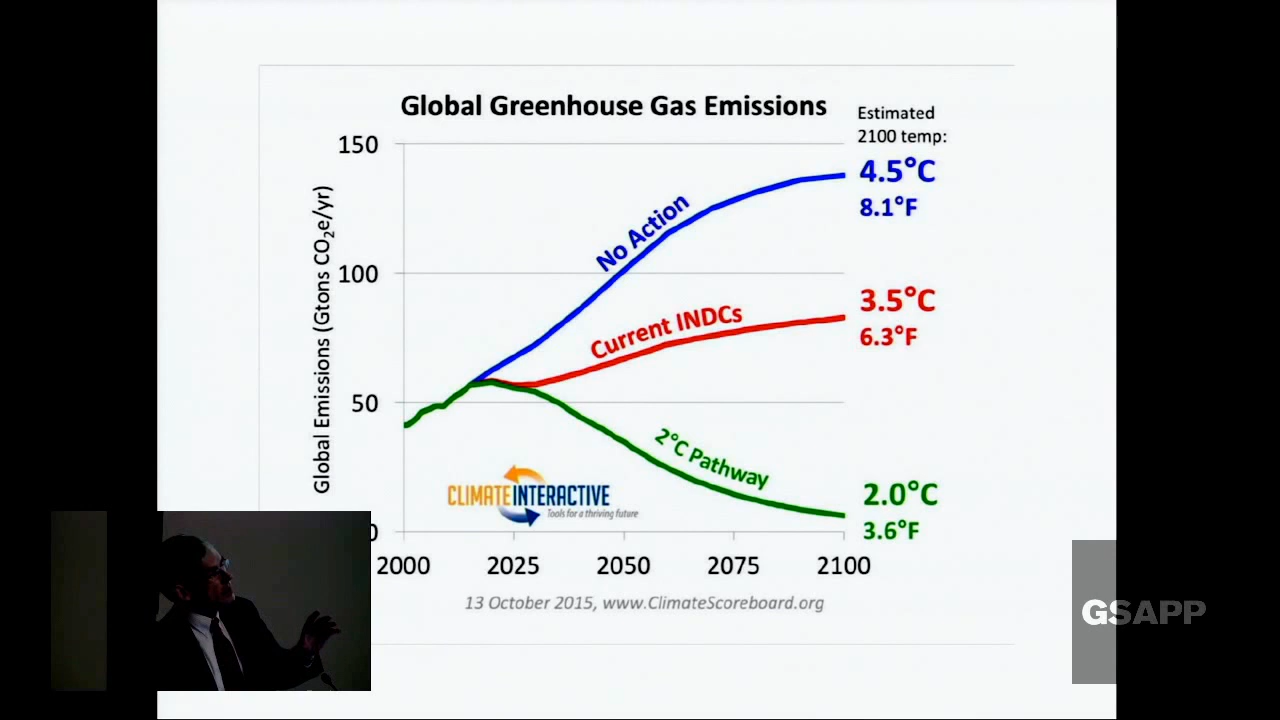 Global Greenhouse Gas Emissions
Estimated
2100 temp:
150
100
50
0
Global Emissions (Gtons CO₂e/yr)
No Action
4.5°C
8.1°F
Current INDCs
3.5°C
6.3°F
2°C Pathway
2.0°C
3.6°F
CLIMATE INTERACTIVE
Tools for a thriving future
2000 2025 2050 2075 2100
13 October 2015, www.ClimateScoreboard.org
GSAPP